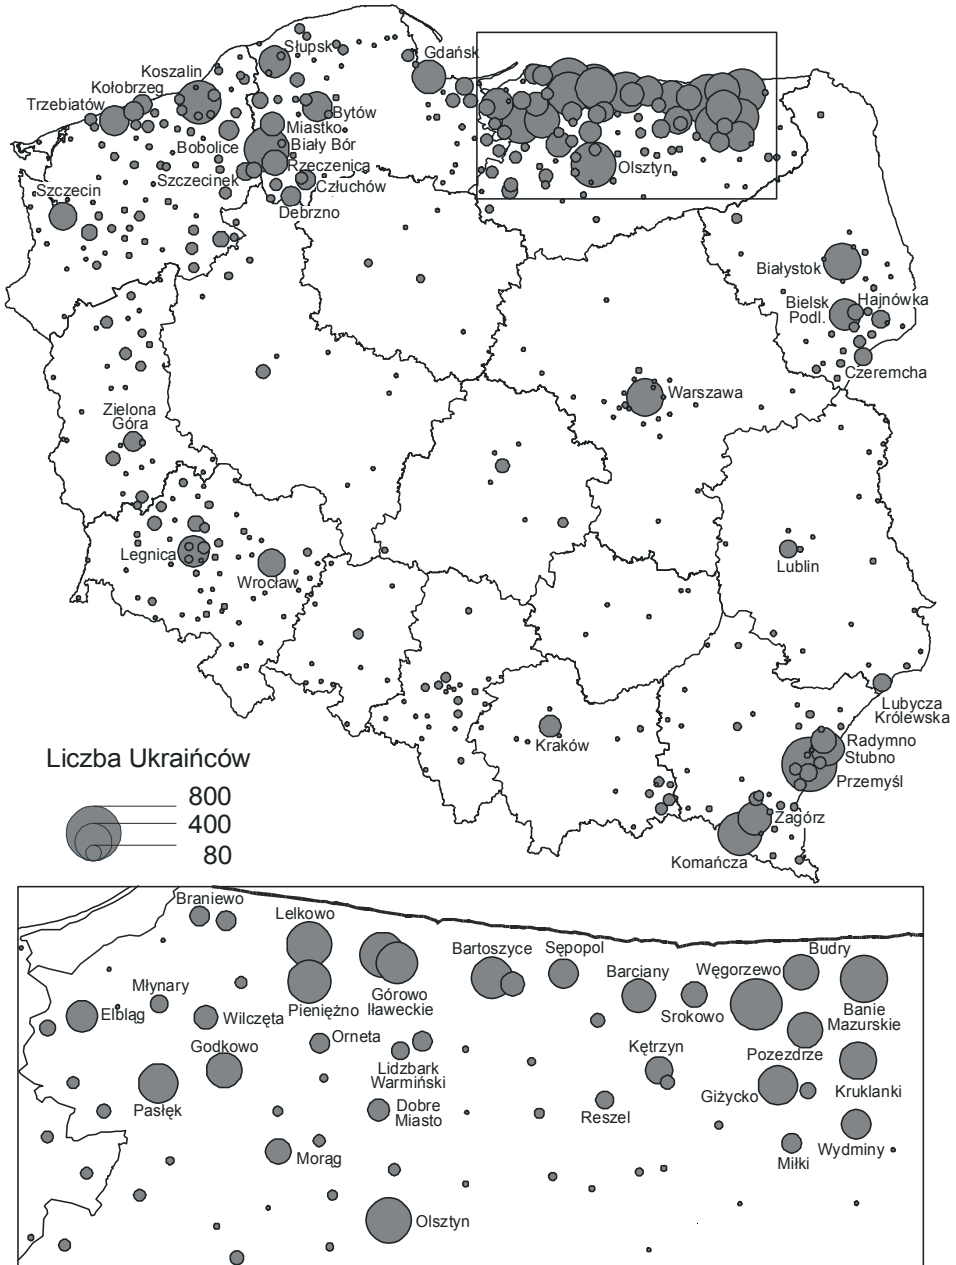 Słupsk
Gdańsk
Koszalin
Kołobrzeg
Trzebiatów
Bytów
Miastko
Bobolice
Biały Bór
Rzeczenica
Szczecinek
Człuchów
Szczecin
Debrzno
Olsztyn
Białystok
Bielsk
Podl.
Hajnówka
Czeremcha
Warszawa
Zielona
Góra
Legnica
Wrocław
Lublin
Lubycza
Królewska
Kraków
Radymno
Stubno
Przemyśl
Zagórz
Komańcza
Liczba Ukraińców
800
400
80
Braniewo
Lelkowo
Bartoszyce
Sępopol
Budry
Barciany
Węgorzewo
Młynary
Pieniężno
Górowo
Iławeckie
Srokowo
Banie
Mazurskie
Elbląg
Wilczęta
Orneta
Godkowo
Lidzbark
Warmiński
Kętrzyn
Pozezdrze
Pasłęk
Dobre
Miasto
Reszel
Giżycko
Kruklanki
Morąg
Miłki
Wydminy
Olsztyn